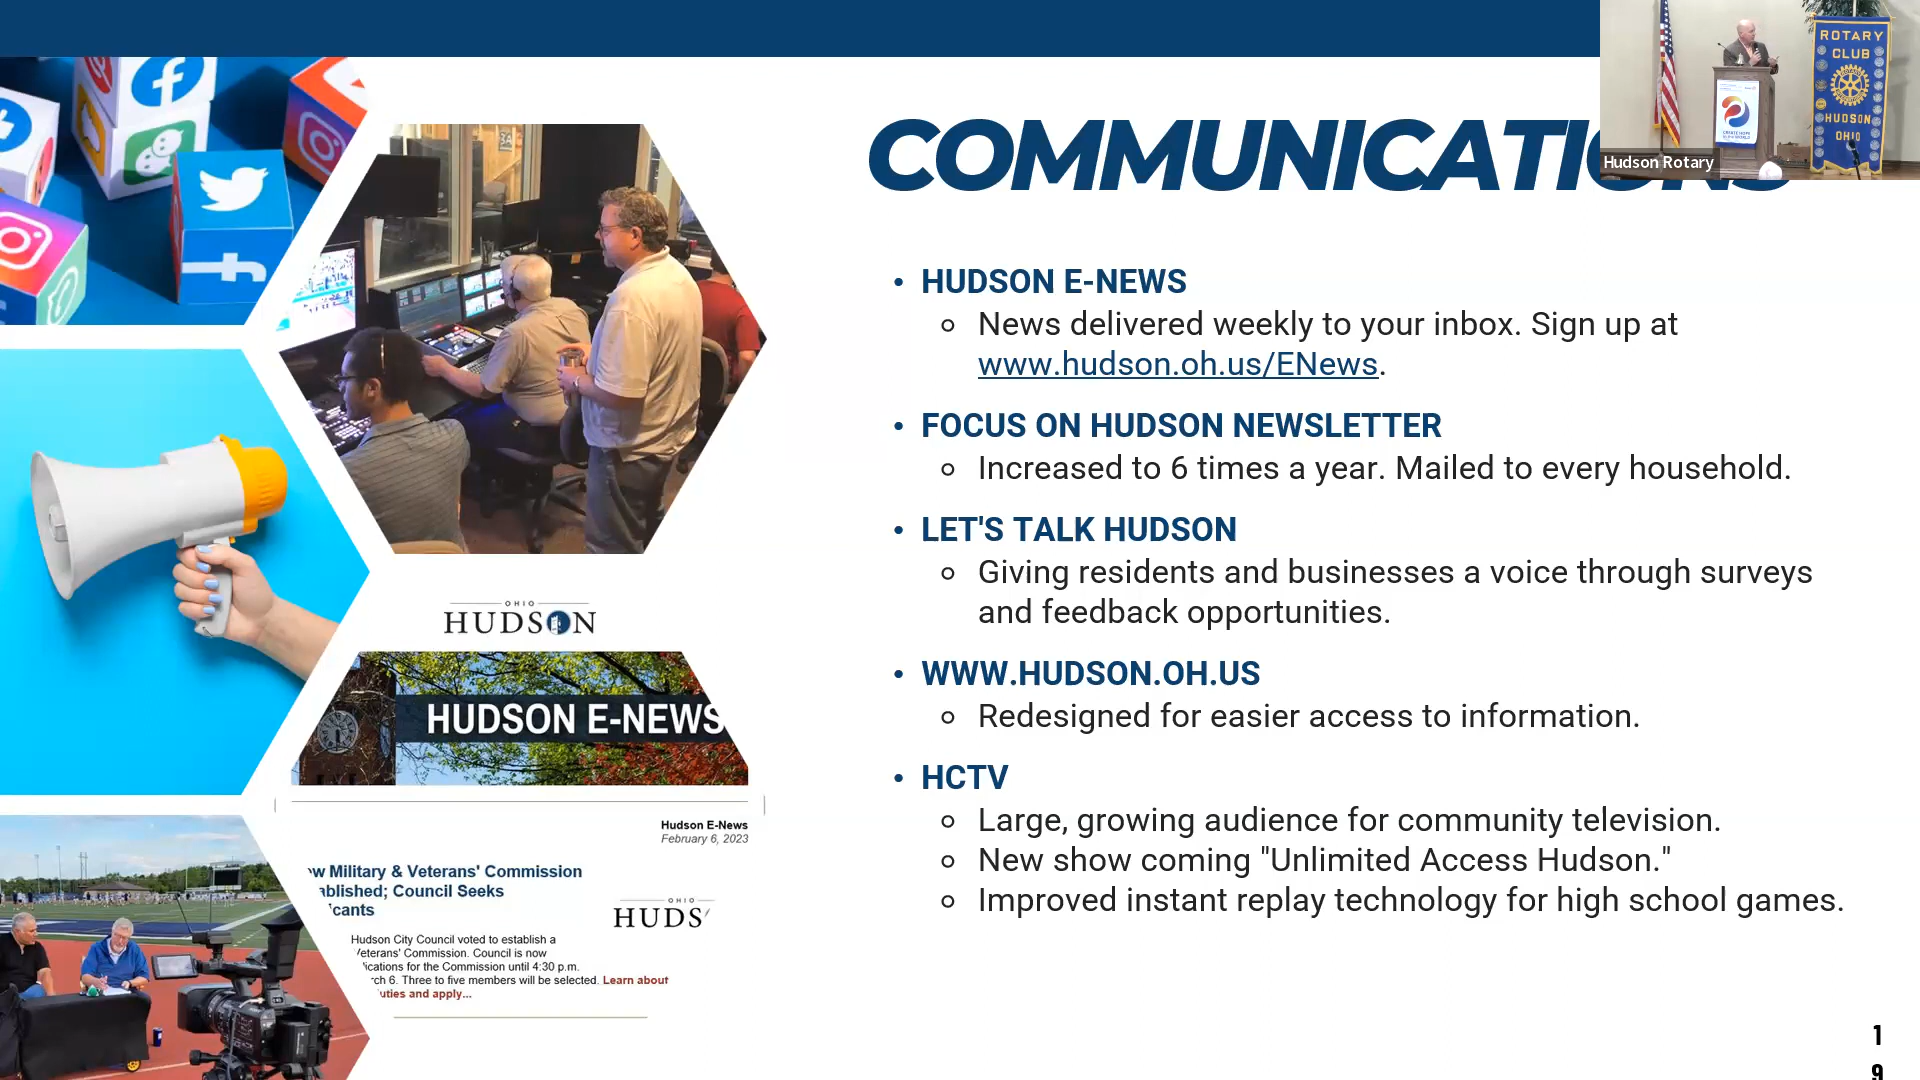 COMMUNICATIONS
ROTARY
CLUB
HUDSON
OHIO
Hudson Rotary
• HUDSON E-NEWS
News delivered weekly to your inbox. Sign up at
www.hudson.oh.us/ENews.
• FOCUS ON HUDSON NEWSLETTER
Increased to 6 times a year. Mailed to every household.
• LET'S TALK HUDSON
Giving residents and businesses a voice through surveys
and feedback opportunities.
• WWW.HUDSON.OH.US
Redesigned for easier access to information.
• HCTV
Large, growing audience for community television.
New show coming "Unlimited Access Hudson."
Improved instant replay technology for high school games.
OHIO
HUDSON
HUDSON E-NEWS
Hudson E-News
February 6, 2023
Military & Veterans' Commission
Council Seeks
OHIO
HUDS
Hudson City Council voted to establish a
Veterans' Commission. Council is now
for the Commission until 4:30 p.m.
6. Three to five members will be selected. Learn about
and apply...
1
9